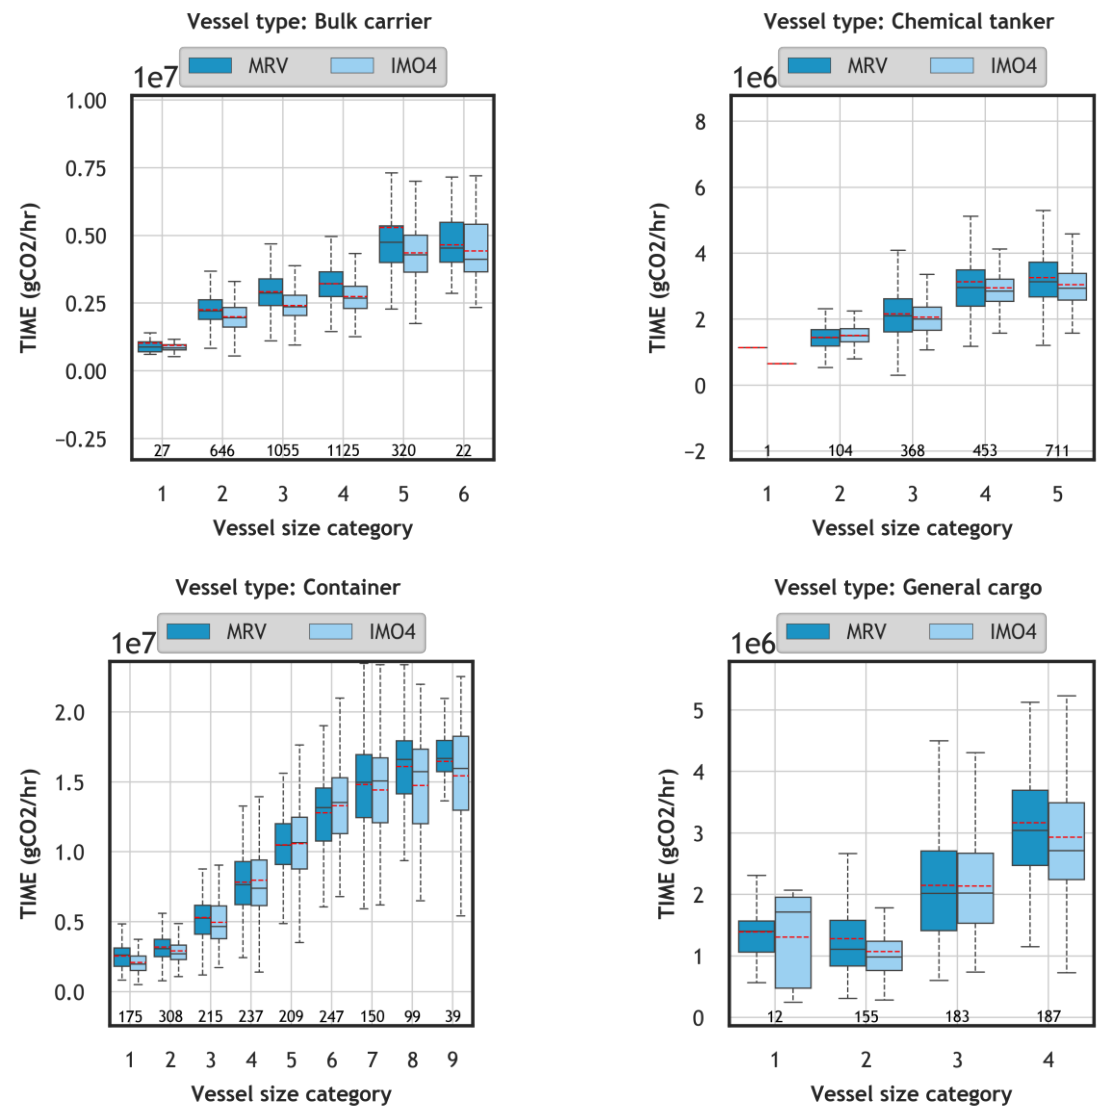 Vessel type: Bulk carrier
MRV IMO4
1e7
1.00
0.75
0.50
0.25
0.00
−0.25
TIME (gCO2/hr)
27 646 1055 1125 320 22
1 2 3 4 5 6
Vessel size category
Vessel type: Chemical tanker
MRV IMO4
1e6
8
6
4
2
0
−2
TIME (gCO2/hr)
1 104 368 453 711
1 2 3 4 5
Vessel size category
Vessel type: Container
MRV IMO4
1e7
2.0
1.5
1.0
0.5
0.0
TIME (gCO2/hr)
175 308 215 237 209 247 150 99 39
1 2 3 4 5 6 7 8 9
Vessel size category
Vessel type: General cargo
MRV IMO4
1e6
5
4
3
2
1
0
TIME (gCO2/hr)
12 155 183 187
1 2 3 4
Vessel size category